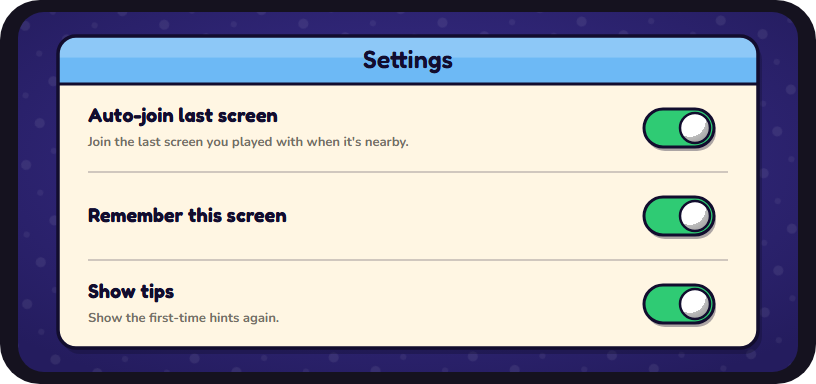 Settings
Auto-join last screen
Join the last screen you played with when it's nearby.
Remember this screen
Show tips
Show the first-time hints again.